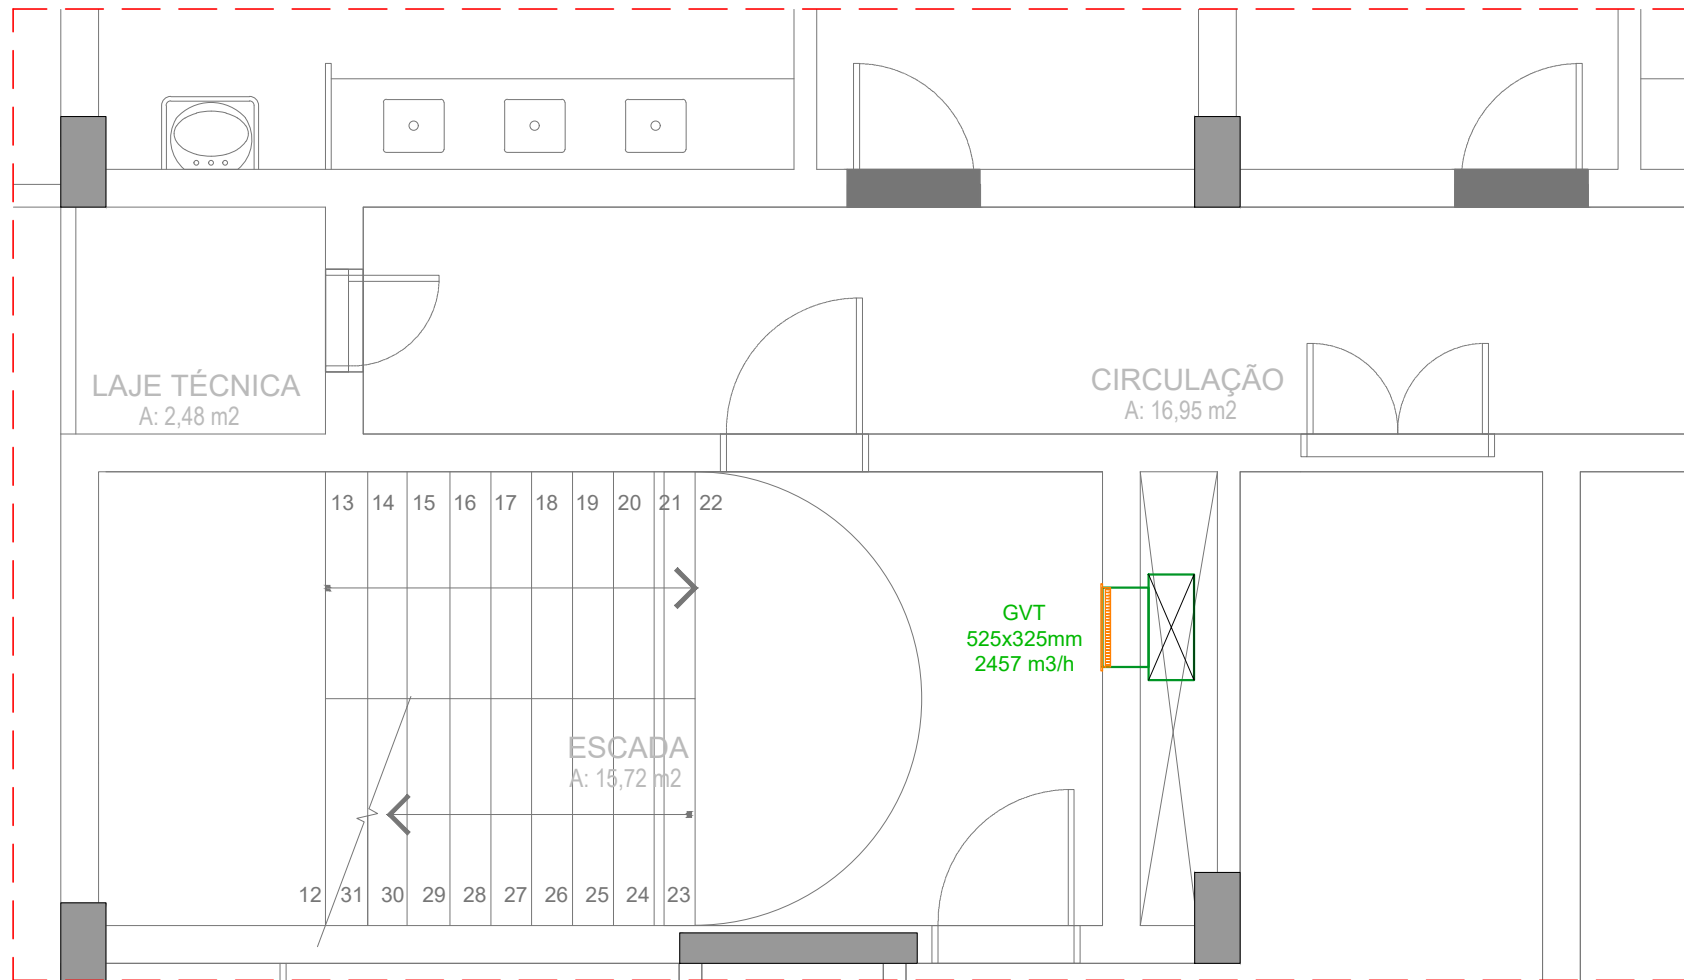 LAJE TÉCNICA
A: 2,48 m2
CIRCULAÇÃO
A: 16,95 m2
13 14 15 16 17 18 19 20 21 22
GVT
525x325mm
2457 m3/h
ESCADA
A: 15,72 m2
12 31 30 29 28 27 26 25 24 23